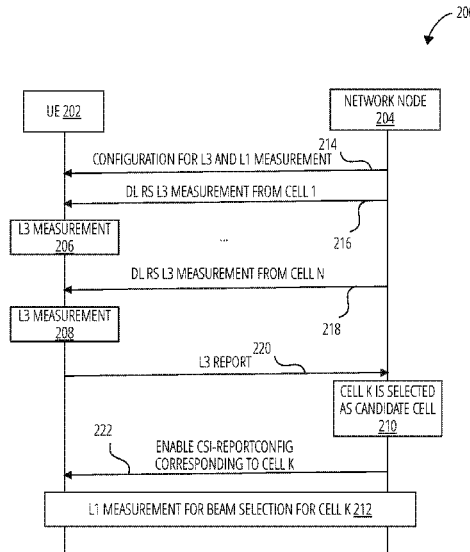 UE 202
NETWORK NODE
204
214
CONFIGURATION FOR L3 AND L1 MEASUREMENT
DL RS L3 MEASUREMENT FROM CELL 1
216
L3 MEASUREMENT
206
...
DL RS L3 MEASUREMENT FROM CELL N
218
L3 MEASUREMENT
208
220
L3 REPORT
CELL K IS SELECTED
AS CANDIDATE CELL
210
222
ENABLE CSI-REPORTCONFIG
CORRESPONDING TO CELL K
L1 MEASUREMENT FOR BEAM SELECTION FOR CELL K 212